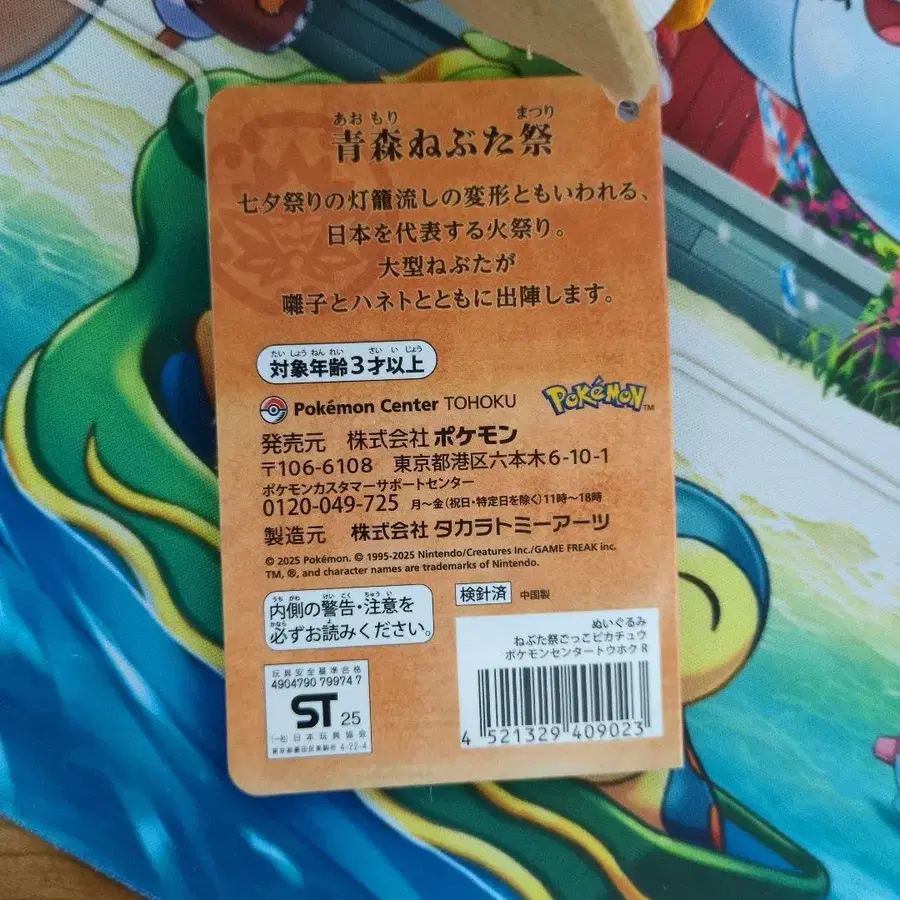 あおもり まつり
青森ねぶた祭
七夕祭りの灯籠流しの変形ともいわれる、
日本を代表する火祭り。
大型ねぶたが
囃子とハネトとともに出陣します。
たいしょうねんれい さいいじょう
対象年齢3才以上
Pokémon Center TOHOKU POKÉMON™
発売元 株式会社ポケモン
〒106-6108 東京都港区六本木6-10-1
ポケモンカスタマーサポートセンター
0120-049-725 月～金(祝日・特定日を除く)11時～18時
製造元 株式会社 タカラトミーアーツ
© 2025 Pokémon. © 1995-2025 Nintendo/Creatures inc./GAME FREAK inc.
TM, ®, and character names are trademarks of Nintendo.
うちがわ けいこく ちゅうい
内側の警告・注意を
かなら よ
必ずお読みください。
検針済 中国製
玩具安全基準合格
4904790 79974 7
ST 25
(一社)日本玩具協会
ぬいぐるみ
ねぶた祭ごっこピカチュウ
ポケモンセンタートウホク R
4 521329 409023